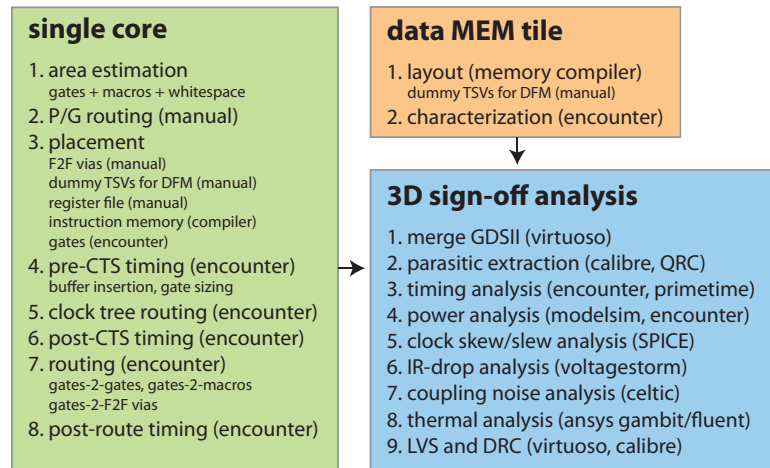 single core
1. area estimation
gates + macros + whitespace
2. P/G routing (manual)
3. placement
F2F vias (manual)
dummy TSVs for DFM (manual)
register file (manual)
instruction memory (compiler)
gates (encounter)
4. pre-CTS timing (encounter)
buffer insertion, gate sizing
5. clock tree routing (encounter)
6. post-CTS timing (encounter)
7. routing (encounter)
gates-2-gates, gates-2-macros
gates-2-F2F vias
8. post-route timing (encounter)
data MEM tile
1. layout (memory compiler)
dummy TSVs for DFM (manual)
2. characterization (encounter)
3D sign-off analysis
1. merge GDSII (virtuoso)
2. parasitic extraction (calibre, QRC)
3. timing analysis (encounter, primetime)
4. power analysis (modelsim, encounter)
5. clock skew/slew analysis (SPICE)
6. IR-drop analysis (voltagestorm)
7. coupling noise analysis (celtic)
8. thermal analysis (ansys gambit/fluent)
9. LVS and DRC (virtuoso, calibre)